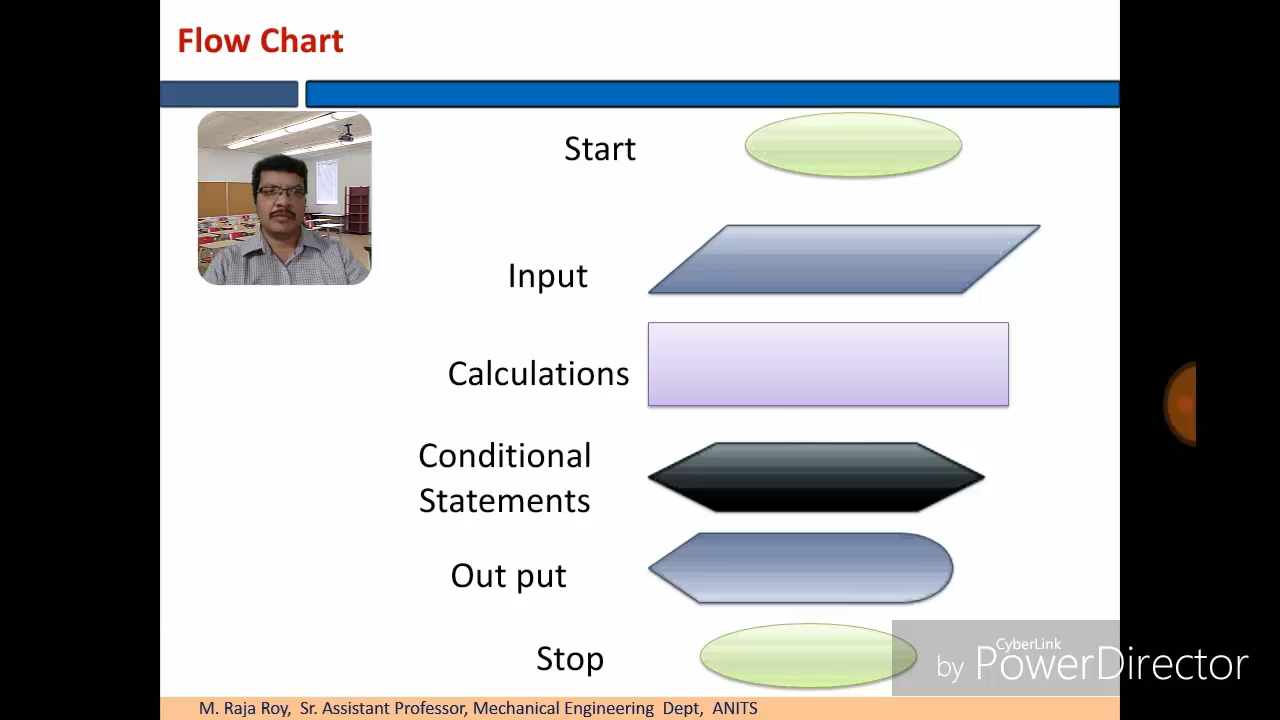 Flow Chart
Start
Input
Calculations
Conditional
Statements
Out put
Stop
CyberLink
by PowerDirector
M. Raja Roy, Sr. Assistant Professor, Mechanical Engineering Dept, ANITS